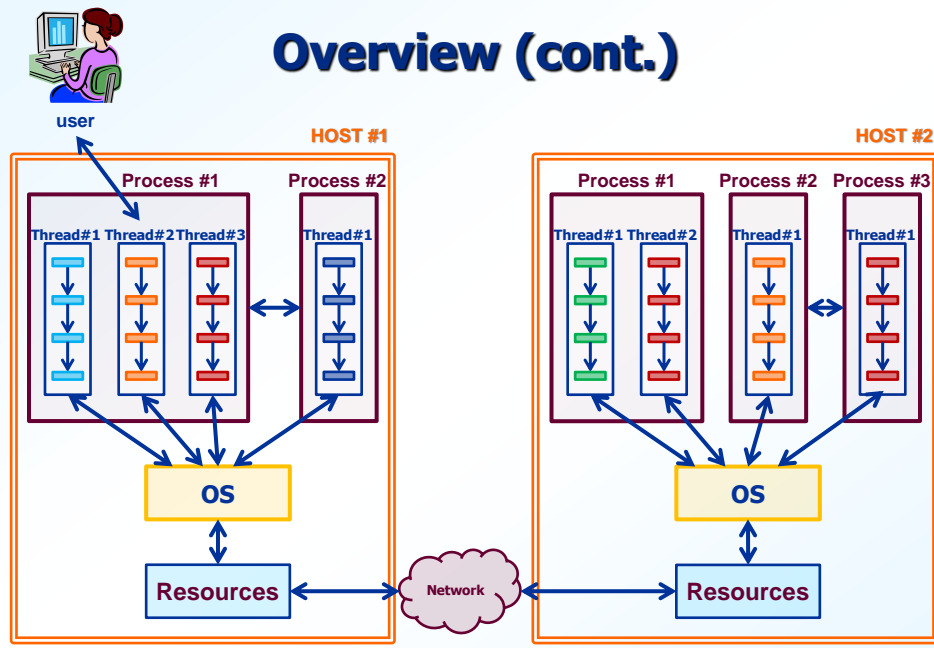 Overview (cont.)
user
HOST #1
HOST #2
Process #1
Process #2
Process #1
Process #2
Process #3
Thread#1
Thread#2
Thread#3
Thread#1
Thread#1
Thread#2
Thread#1
Thread#1
OS
OS
Resources
Network
Resources